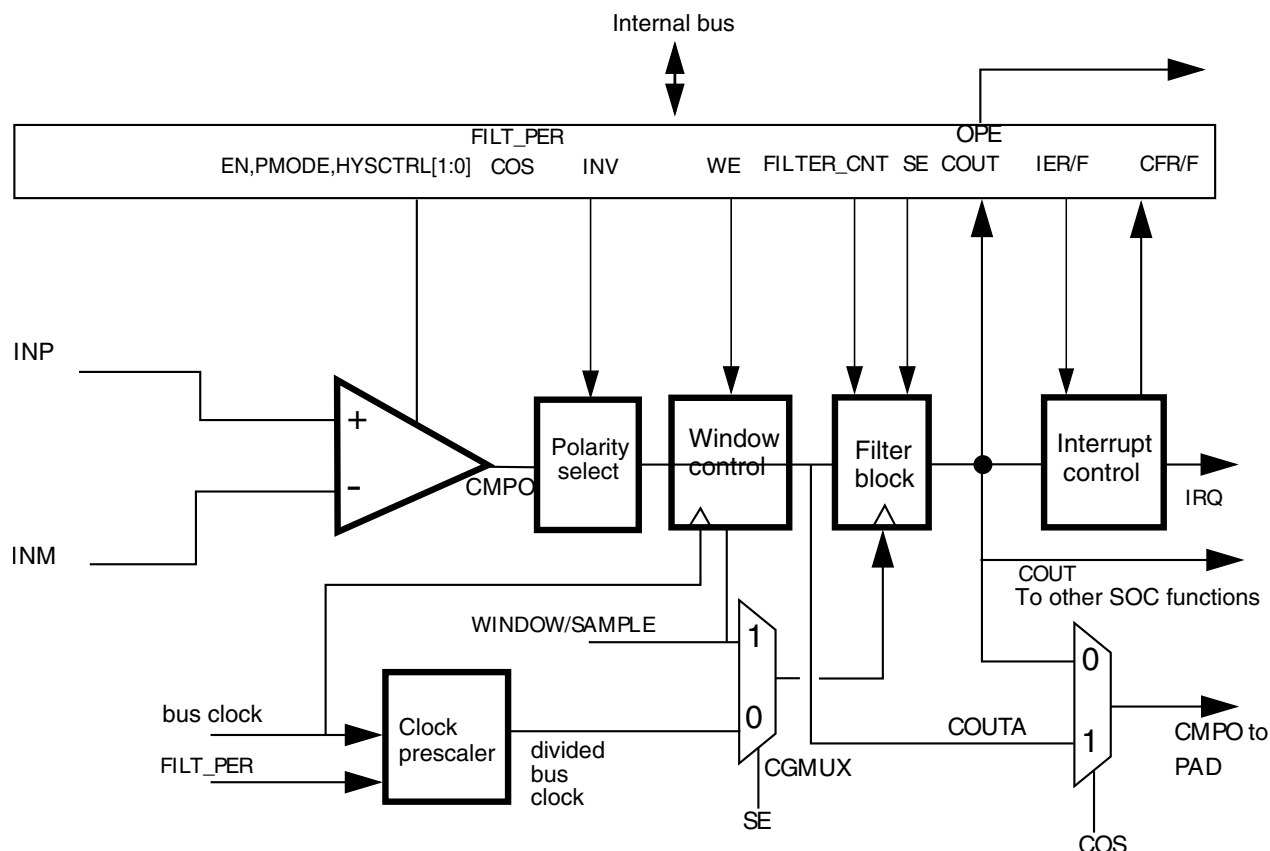 Internal bus
FILT_PER
OPE
EN,PMODE,HYSCTRL[1:0]
COS
INV
WE
FILTER_CNT
SE
COUT
IER/F
CFR/F
INP
+
-
INM
CMPO
Polarity
select
Window
control
Filter
block
Interrupt
control
IRQ
COUT
To other SOC functions
WINDOW/SAMPLE
1
0
CGMUX
SE
bus clock
FILT_PER
Clock
prescaler
divided
bus
clock
COUTA
0
1
CMPO to
PAD
COS